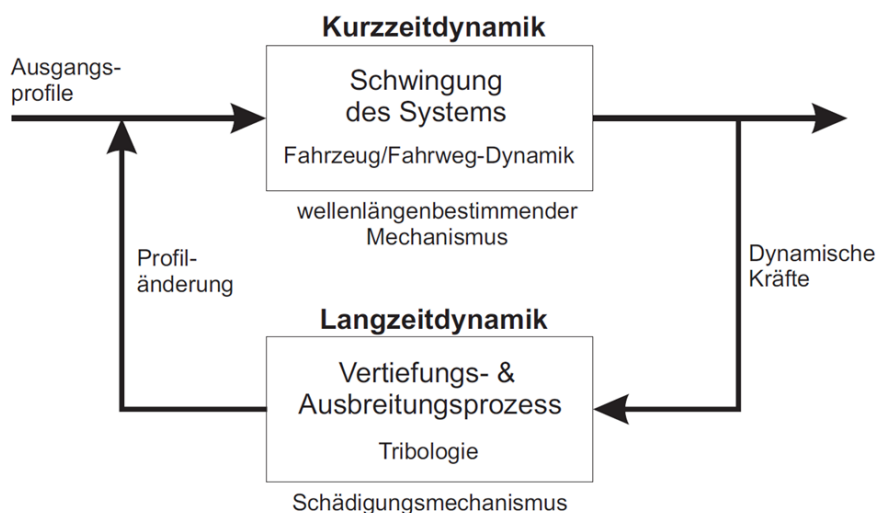 Kurzzeitdynamik
Ausgangs-
profile
Schwingung
des Systems
Fahrzeug/Fahrweg-Dynamik
wellenlängenbestimmender
Mechanismus
Profil-
änderung
Dynamische
Kräfte
Langzeitdynamik
Vertiefungs- &
Ausbreitungsprozess
Tribologie
Schädigungsmechanismus